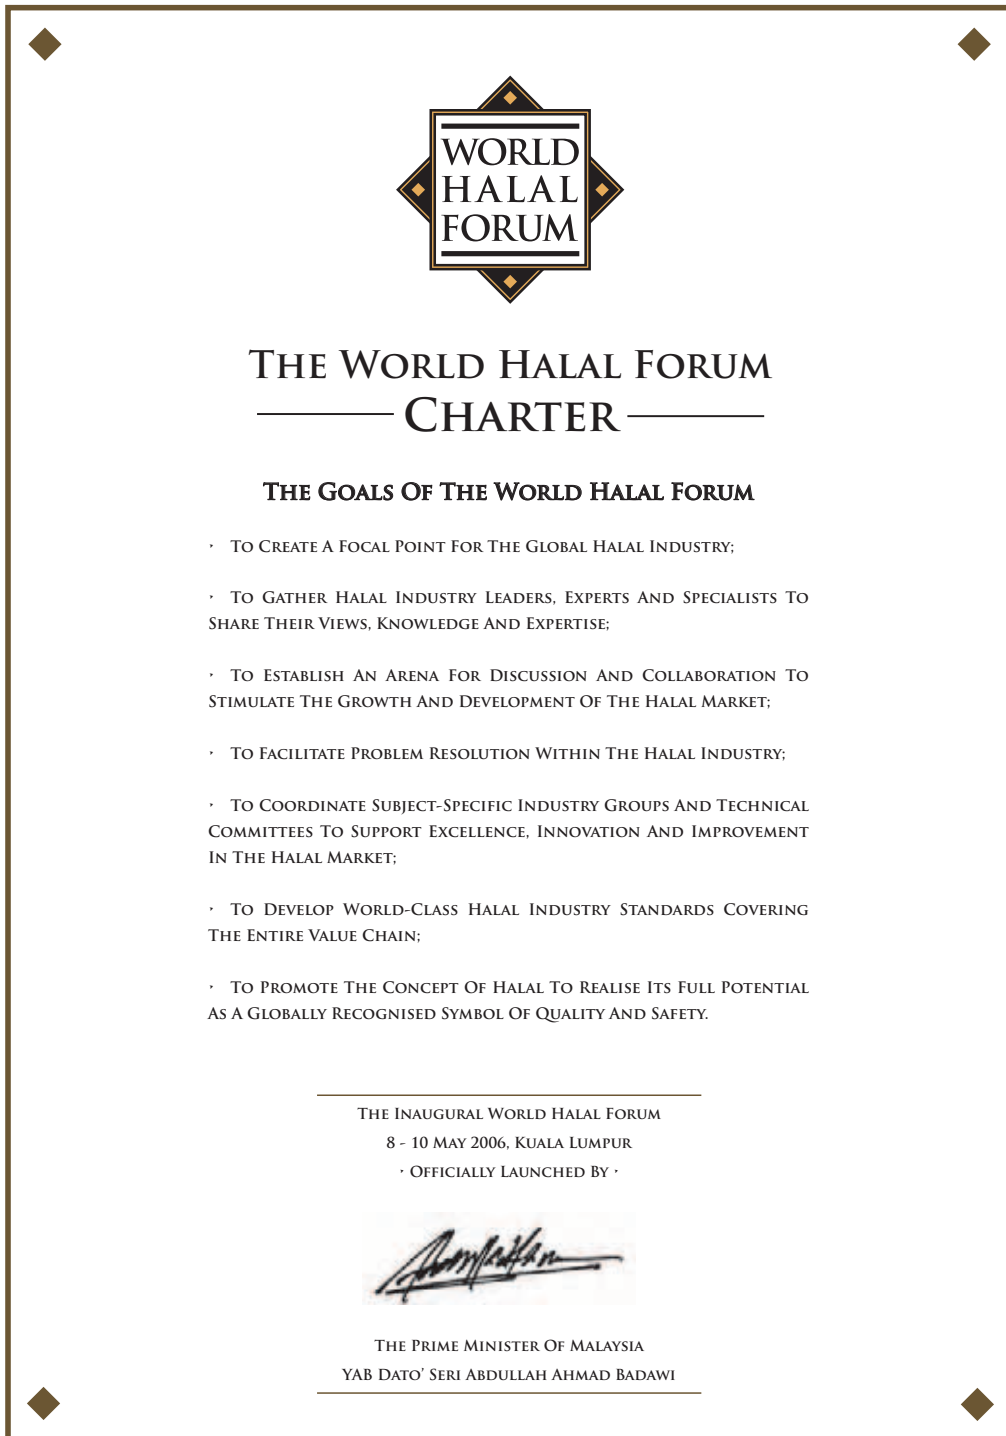 WORLD
HALAL
FORUM
The World Halal Forum
Charter
The Goals Of The World Halal Forum
· To Create A Focal Point For The Global Halal Industry;
· To Gather Halal Industry Leaders, Experts And Specialists To
Share Their Views, Knowledge And Expertise;
· To Establish An Arena For Discussion And Collaboration To
Stimulate The Growth And Development Of The Halal Market;
· To Facilitate Problem Resolution Within The Halal Industry;
· To Coordinate Subject-Specific Industry Groups And Technical
Committees To Support Excellence, Innovation And Improvement
In The Halal Market;
· To Develop World-Class Halal Industry Standards Covering
The Entire Value Chain;
· To Promote The Concept Of Halal To Realise Its Full Potential
As A Globally Recognised Symbol Of Quality And Safety.
The Inaugural World Halal Forum
8 - 10 May 2006, Kuala Lumpur
· Officially Launched By ·
The Prime Minister Of Malaysia
YAB Dato' Seri Abdullah Ahmad Badawi